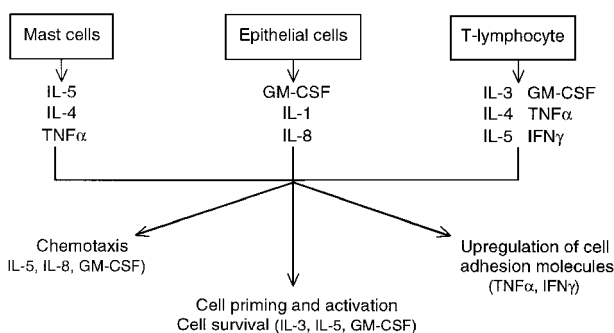 Mast cells
Epithelial cells
T-lymphocyte
IL-5
IL-4
TNFα
GM-CSF
IL-1
IL-8
IL-3 GM-CSF
IL-4 TNFα
IL-5 IFNγ
Chemotaxis
IL-5, IL-8, GM-CSF)
Cell priming and activation
Cell survival (IL-3, IL-5, GM-CSF)
Upregulation of cell
adhesion molecules
(TNFα, IFNγ)